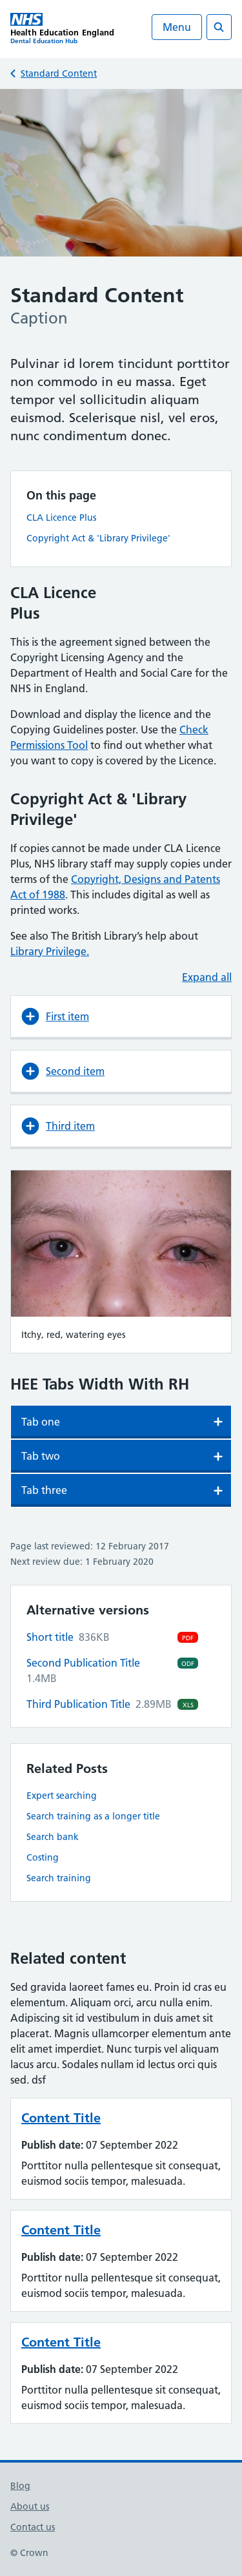 NHS
Health Education England
Dental Education Hub
Menu
Standard Content
Standard Content
Caption
Pulvinar id lorem tincidunt porttitor
non commodo in eu massa. Eget
tempor vel sollicitudin aliquam
euismod. Scelerisque nisl, vel eros,
nunc condimentum donec.
On this page
CLA Licence Plus
Copyright Act & 'Library Privilege'
CLA Licence
Plus
This is the agreement signed between the
Copyright Licensing Agency and the
Department of Health and Social Care for the
NHS in England.
Download and display the licence and the
Copying Guidelines poster. Use the Check
Permissions Tool to find out whether what
you want to copy is covered by the Licence.
Copyright Act & 'Library
Privilege'
If copies cannot be made under CLA Licence
Plus, NHS library staff may supply copies under
terms of the Copyright, Designs and Patents
Act of 1988. This includes digital as well as
printed works.
See also The British Library's help about
Library Privilege.
Expand all
First item
Second item
Third item
Itchy, red, watering eyes
HEE Tabs Width With RH
Tab one
Tab two
Tab three
Page last reviewed: 12 February 2017
Next review due: 1 February 2020
Alternative versions
Short title 836KB PDF
Second Publication Title ODF
1.4MB
Third Publication Title 2.89MB XLS
Related Posts
Expert searching
Search training as a longer title
Search bank
Costing
Search training
Related content
Sed gravida laoreet fames eu. Proin id cras eu
elementum. Aliquam orci, arcu nulla enim.
Adipiscing sit id vestibulum in duis amet sit
placerat. Magnis ullamcorper elementum ante
elit amet imperdiet. Nunc turpis vel aliquam
lacus arcu. Sodales nullam id lectus orci quis
sed. dsf
Content Title
Publish date: 07 September 2022
Porttitor nulla pellentesque sit consequat,
euismod sociis tempor, malesuada.
Content Title
Publish date: 07 September 2022
Porttitor nulla pellentesque sit consequat,
euismod sociis tempor, malesuada.
Content Title
Publish date: 07 September 2022
Porttitor nulla pellentesque sit consequat,
euismod sociis tempor, malesuada.
Blog
About us
Contact us
© Crown